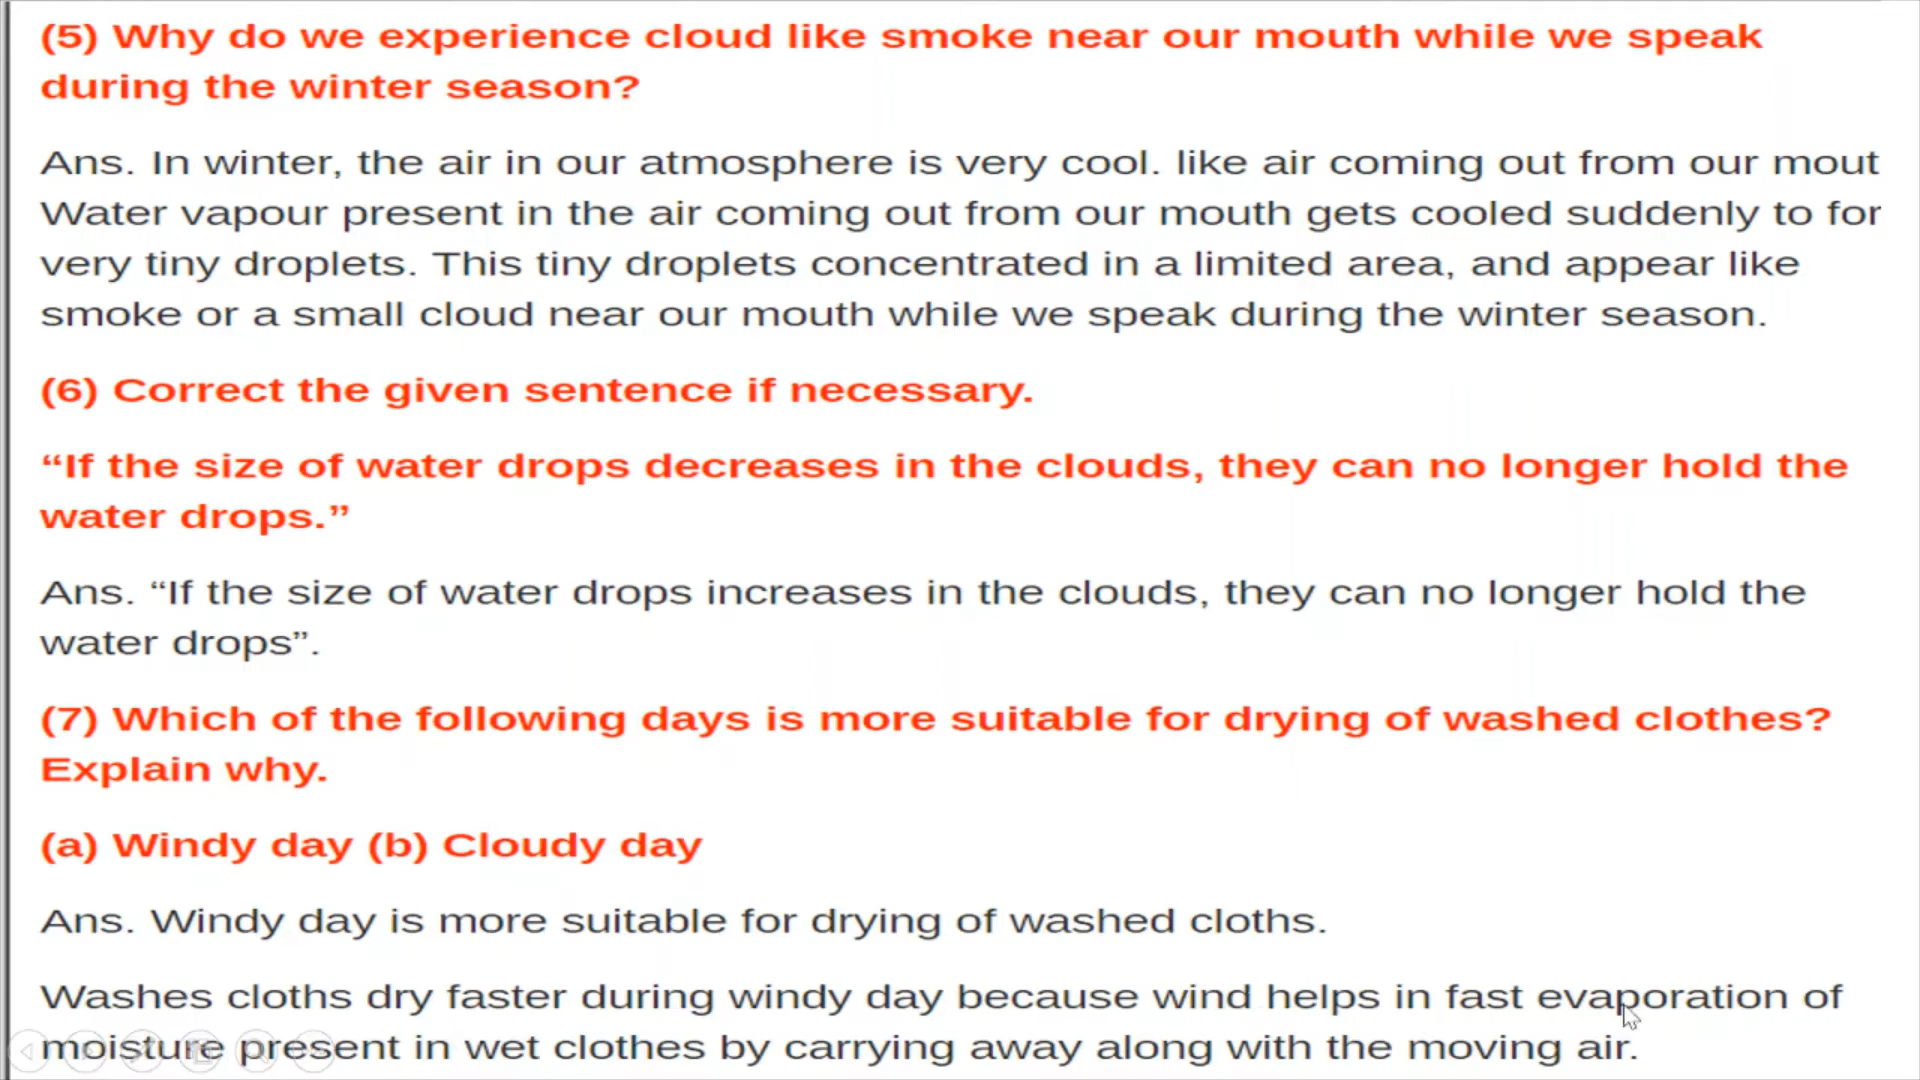 (5) Why do we experience cloud like smoke near our mouth while we speak
during the winter season?
Ans. In winter, the air in our atmosphere is very cool. like air coming out from our mout
Water vapour present in the air coming out from our mouth gets cooled suddenly to for
very tiny droplets. This tiny droplets concentrated in a limited area, and appear like
smoke or a small cloud near our mouth while we speak during the winter season.
(6) Correct the given sentence if necessary.
“If the size of water drops decreases in the clouds, they can no longer hold the
water drops.”
Ans. “If the size of water drops increases in the clouds, they can no longer hold the
water drops”.
(7) Which of the following days is more suitable for drying of washed clothes?
Explain why.
(a) Windy day (b) Cloudy day
Ans. Windy day is more suitable for drying of washed cloths.
Washes cloths dry faster during windy day because wind helps in fast evaporation of
moisture present in wet clothes by carrying away along with the moving air.